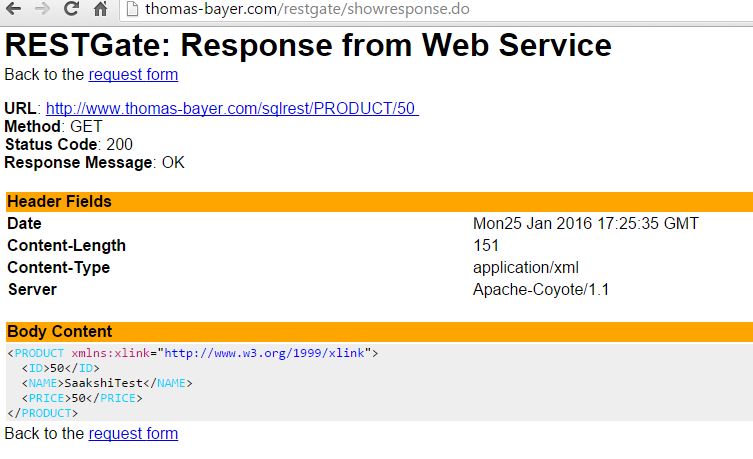 thomas-bayer.com/restgate/showresponse.do
RESTGate: Response from Web Service
Back to the request form
URL: http://www.thomas-bayer.com/sqlrest/PRODUCT/50
Method: GET
Status Code: 200
Response Message: OK
Header Fields
Date Mon25 Jan 2016 17:25:35 GMT
Content-Length 151
Content-Type application/xml
Server Apache-Coyote/1.1
Body Content
<PRODUCT xmlns:xlink="http://www.w3.org/1999/xlink">
<ID>50</ID>
<NAME>SaakshiTest</NAME>
<PRICE>50</PRICE>
</PRODUCT>
Back to the request form